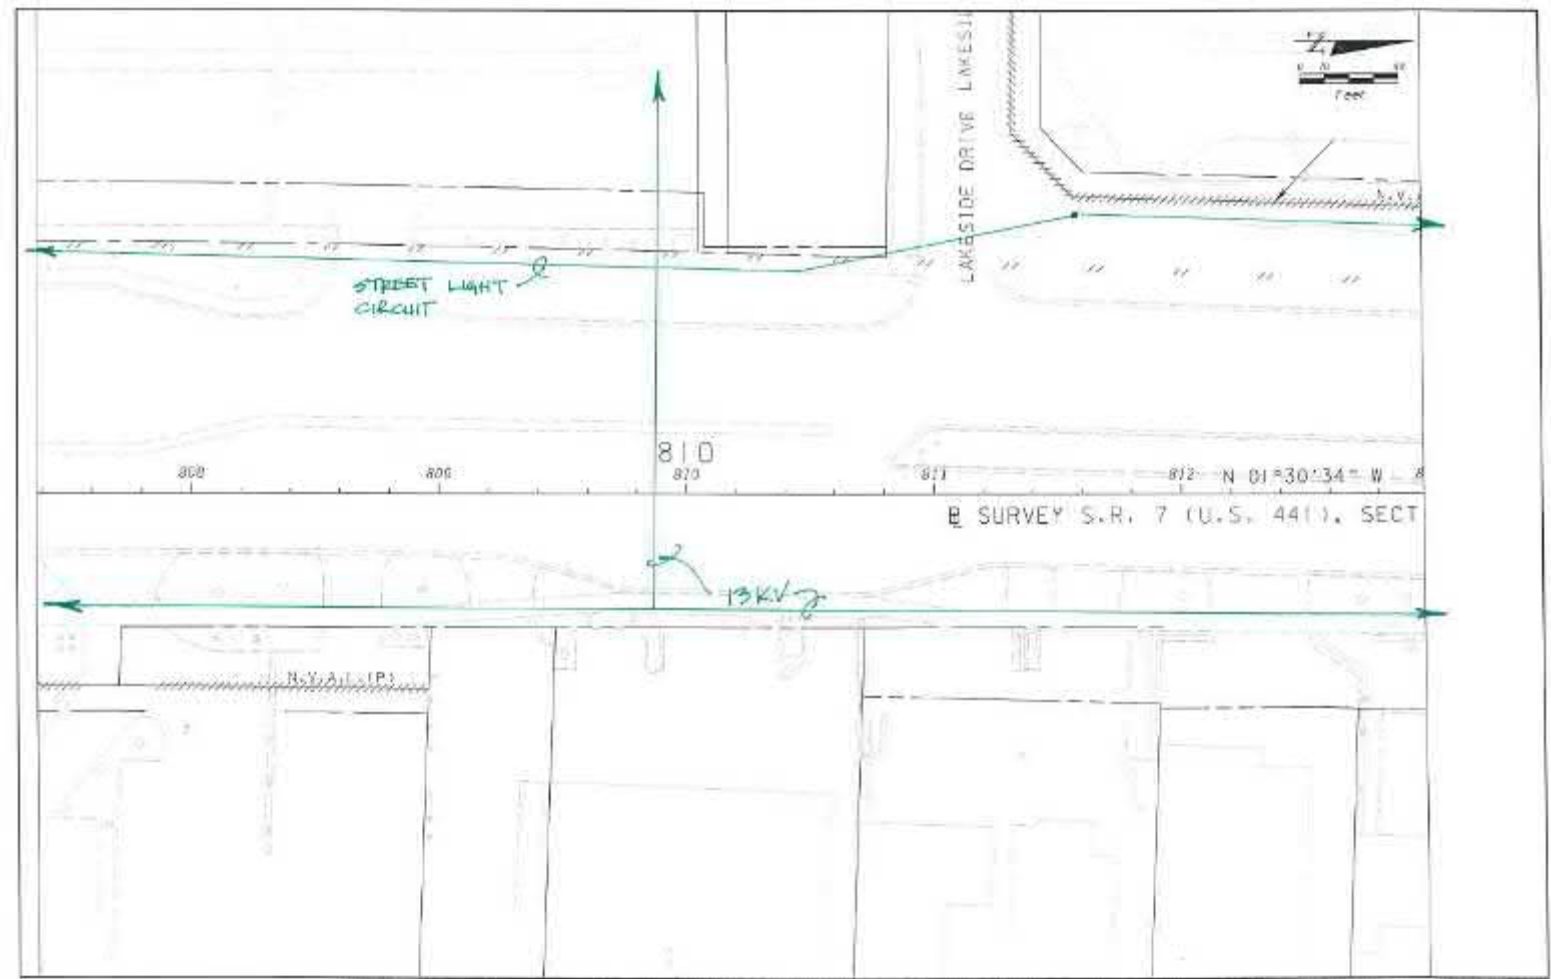 LAKESIDE DRIVE
Feet
STREET LIGHT
CIRCUIT
810
808
809
810
811
812
N 01°30'34" W
B SURVEY S.R. 7 (U.S. 441), SECT
13KV
N.V.A.L.(P)